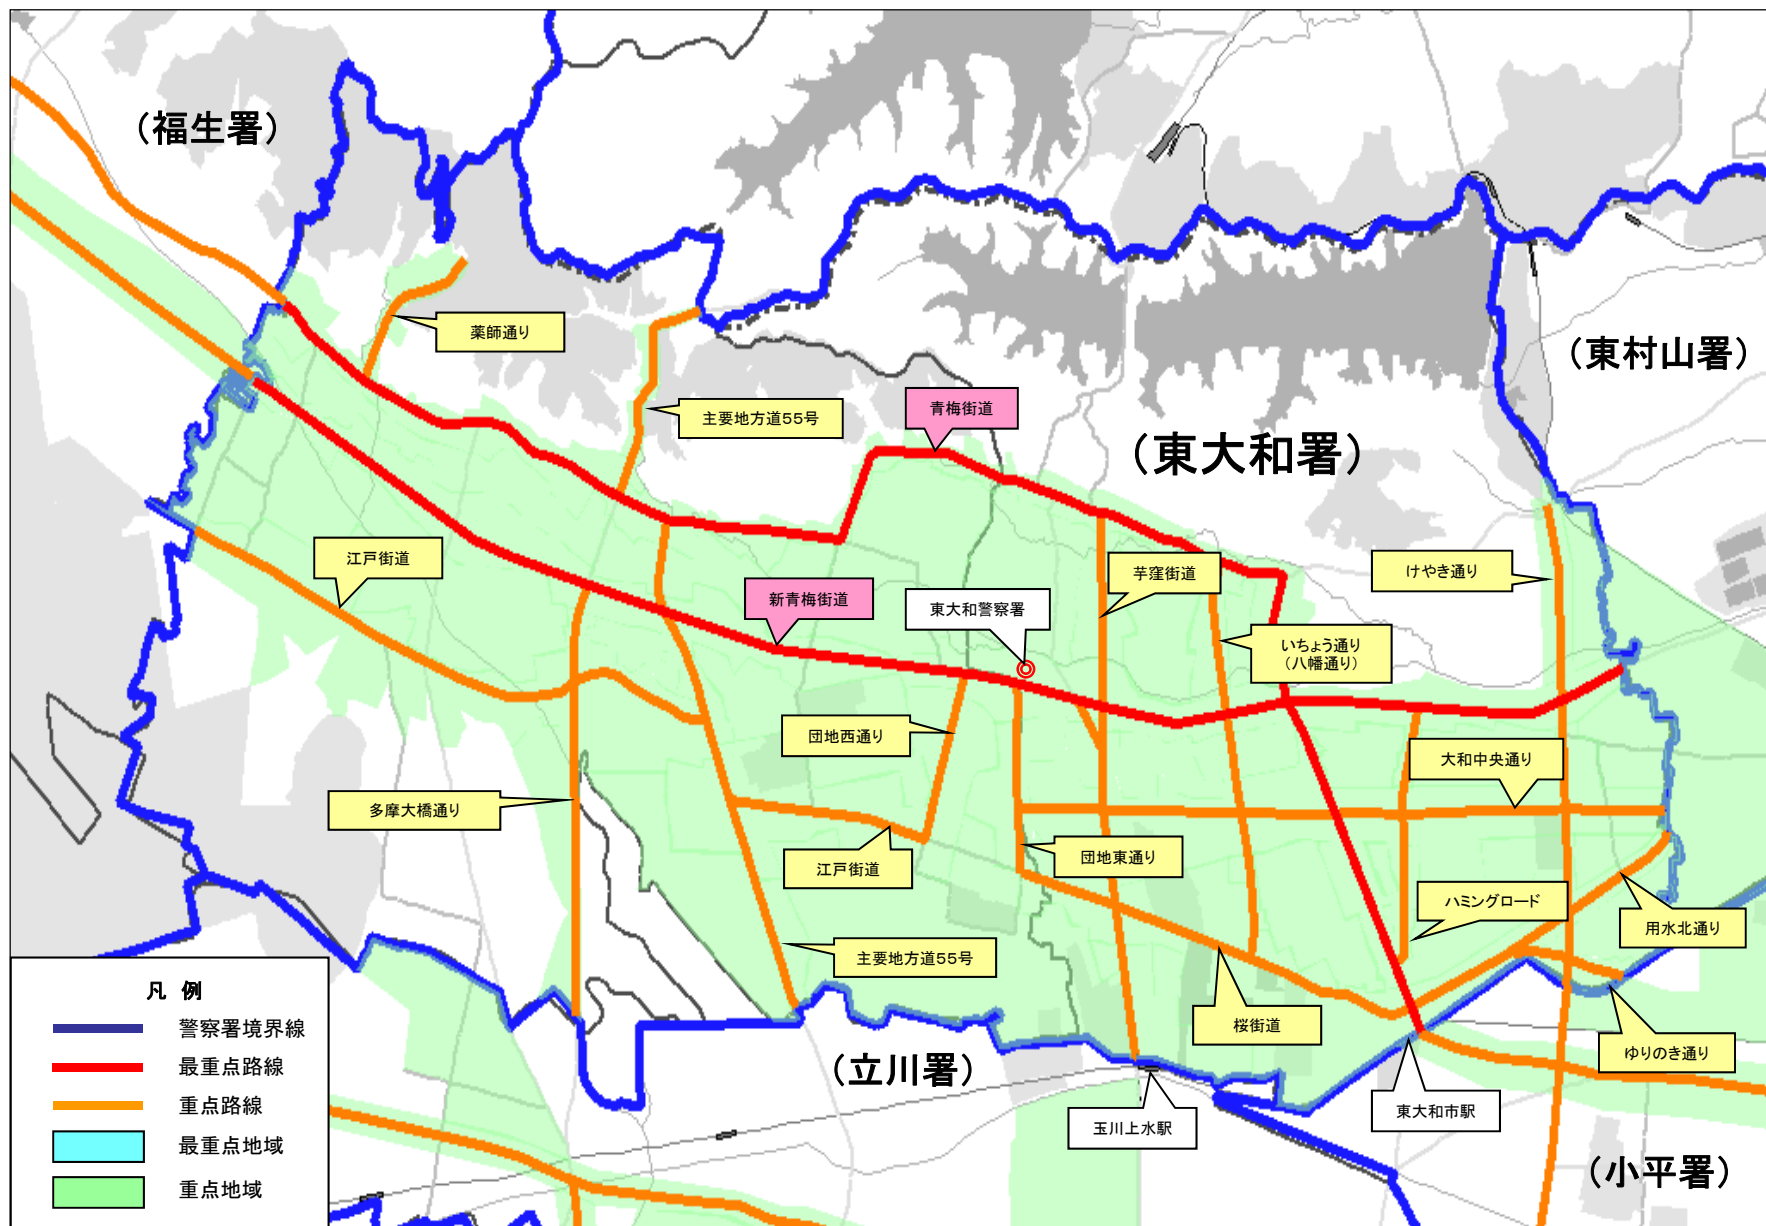 （福生署）
薬師通り
主要地方道55号
青梅街道
（東大和署）
（東村山署）
江戸街道
新青梅街道
東大和警察署
芋窪街道
けやき通り
いちょう通り
（八幡通り）
団地西通り
大和中央通り
多摩大橋通り
江戸街道
団地東通り
ハミングロード
用水北通り
主要地方道55号
桜街道
ゆりのき通り
（立川署）
玉川上水駅
東大和市駅
（小平署）
凡 例
警察署境界線
最重点路線
重点路線
最重点地域
重点地域